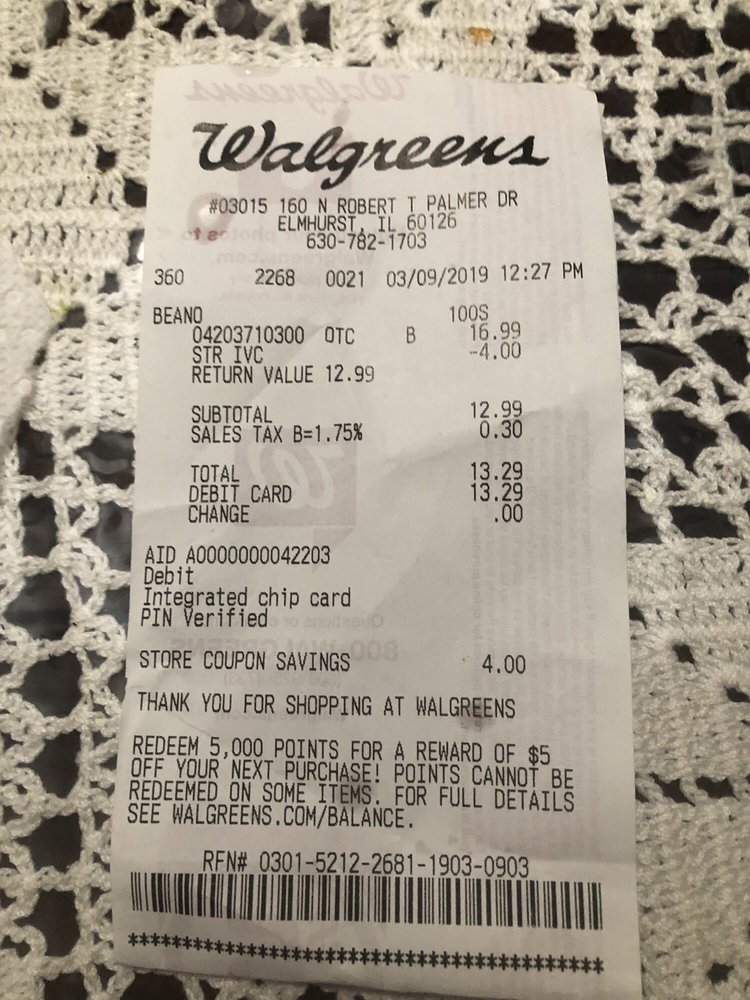 Walgreens
#03015 160 N ROBERT T PALMER DR
ELMHURST, IL 60126
630-782-1703
360 2268 0021 03/09/2019 12:27 PM
BEANO 100S
04203710300 OTC B 16.99
STR IVC -4.00
RETURN VALUE 12.99
SUBTOTAL 12.99
SALES TAX B=1.75% 0.30
TOTAL 13.29
DEBIT CARD 13.29
CHANGE .00
AID A0000000042203
Debit
Integrated chip card
PIN Verified
STORE COUPON SAVINGS 4.00
THANK YOU FOR SHOPPING AT WALGREENS
REDEEM 5,000 POINTS FOR A REWARD OF $5
OFF YOUR NEXT PURCHASE! POINTS CANNOT BE
REDEEMED ON SOME ITEMS. FOR FULL DETAILS
SEE WALGREENS.COM/BALANCE.
RFN# 0301-5212-2681-1903-0903
******************************************